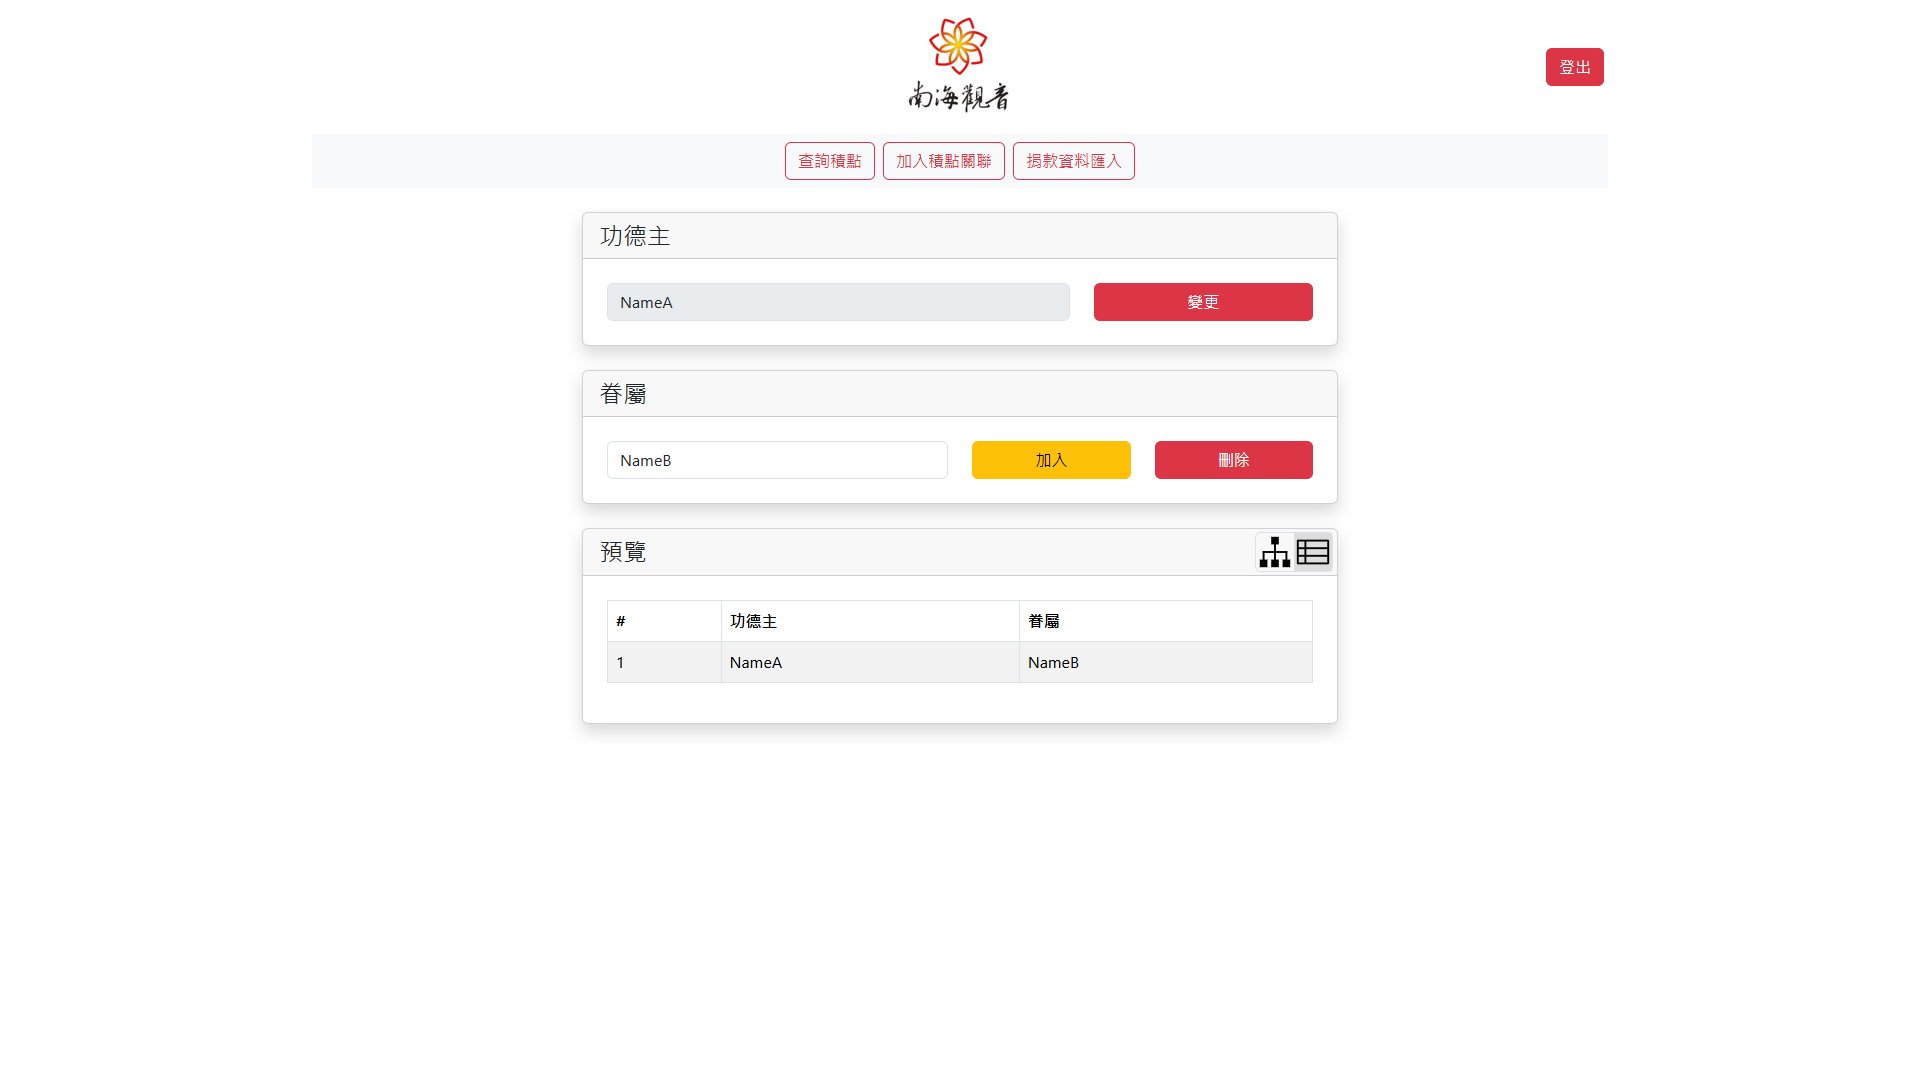 南海觀音
登出
查詢積點 加入積點關聯 捐款資料匯入
功德主
NameA 變更
眷屬
NameB 加入 刪除
預覽
# 功德主 眷屬
1 NameA NameB